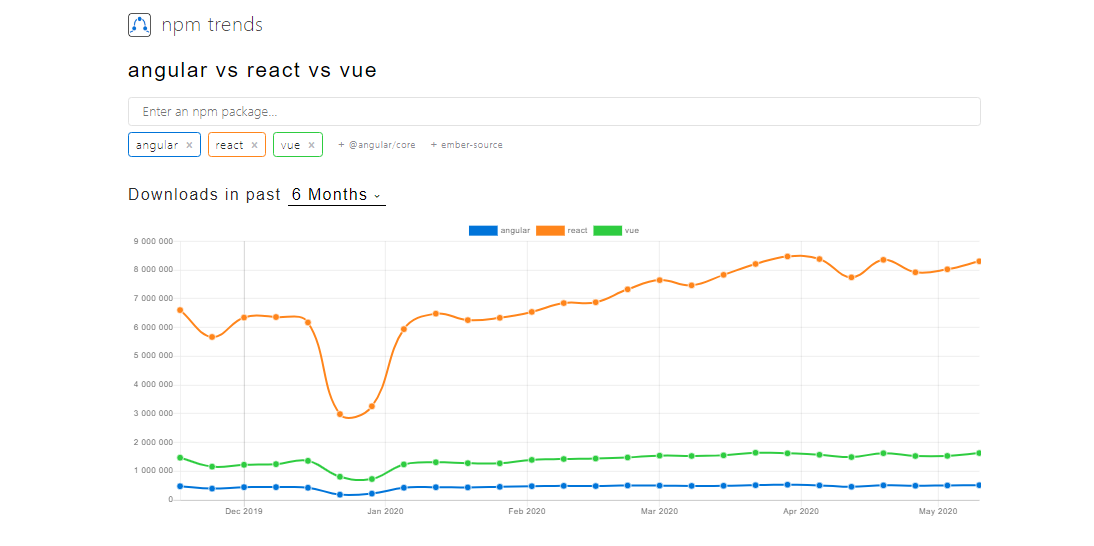 npm trends
angular vs react vs vue
Enter an npm package...
angular × react × vue × + @angular/core + ember-source
Downloads in past 6 Months
angular react vue
9 000 000
8 000 000
7 000 000
6 000 000
5 000 000
4 000 000
3 000 000
2 000 000
1 000 000
0
Dec 2019 Jan 2020 Feb 2020 Mar 2020 Apr 2020 May 2020